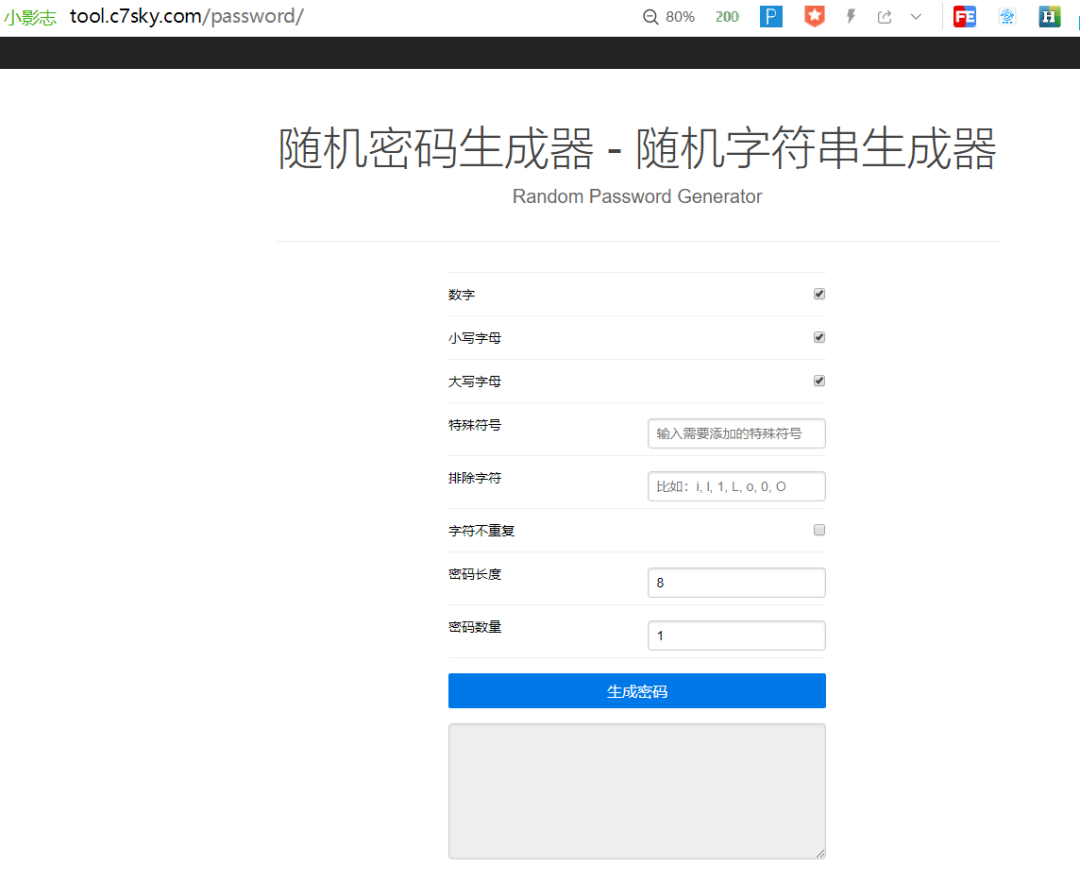 小影志 tool.c7sky.com/password/ 80% 200 P FE H
随机密码生成器 - 随机字符串生成器
Random Password Generator
数字
小写字母
大写字母
特殊符号 输入需要添加的特殊符号
排除字符 比如：i, l, 1, L, o, 0, O
字符不重复
密码长度 8
密码数量 1
生成密码